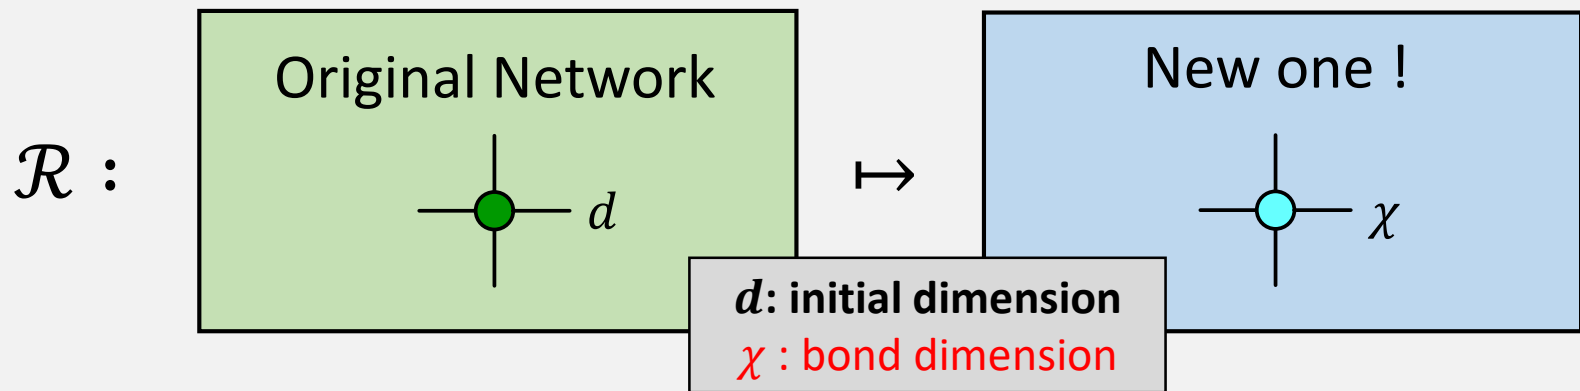 Original Network
New one !
ℛ : ↦
d
χ
d: initial dimension
χ : bond dimension